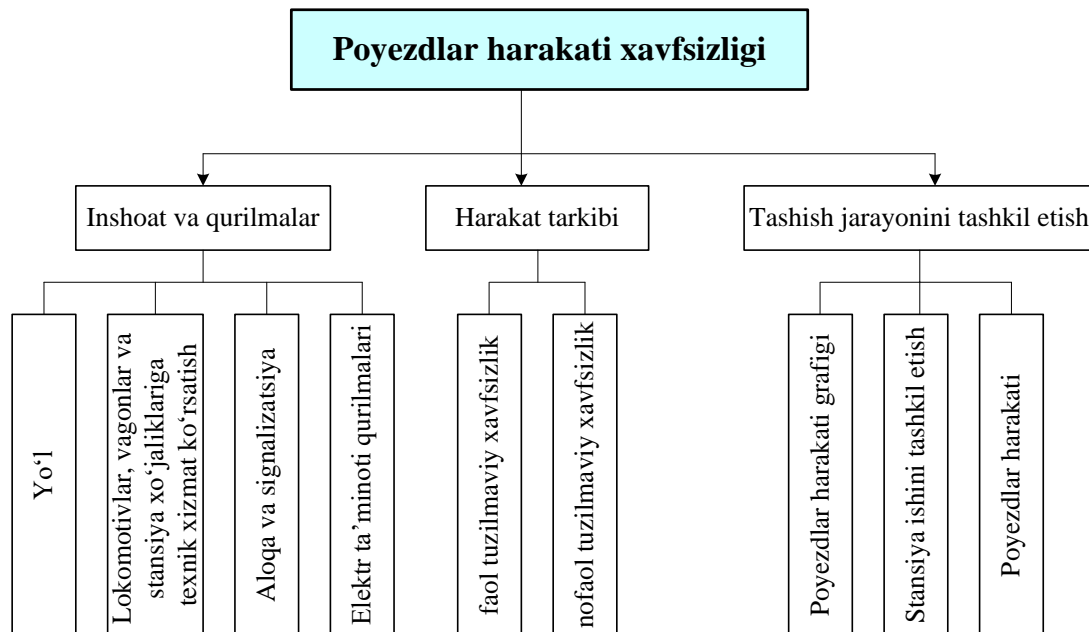 Poyezdlar harakati xavfsizligi
Inshoat va qurilmalar
Harakat tarkibi
Tashish jarayonini tashkil etish
Yo‘l
Lokomotivlar, vagonlar va
stansiya xo‘jaliklariga
texnik xizmat ko‘rsatish
Aloqa va signalizatsiya
Elektr ta’minoti qurilmalari
faol tuzilmaviy xavfsizlik
nofaol tuzilmaviy xavfsizlik
Poyezdlar harakati grafigi
Stansiya ishini tashkil etish
Poyezdlar harakati